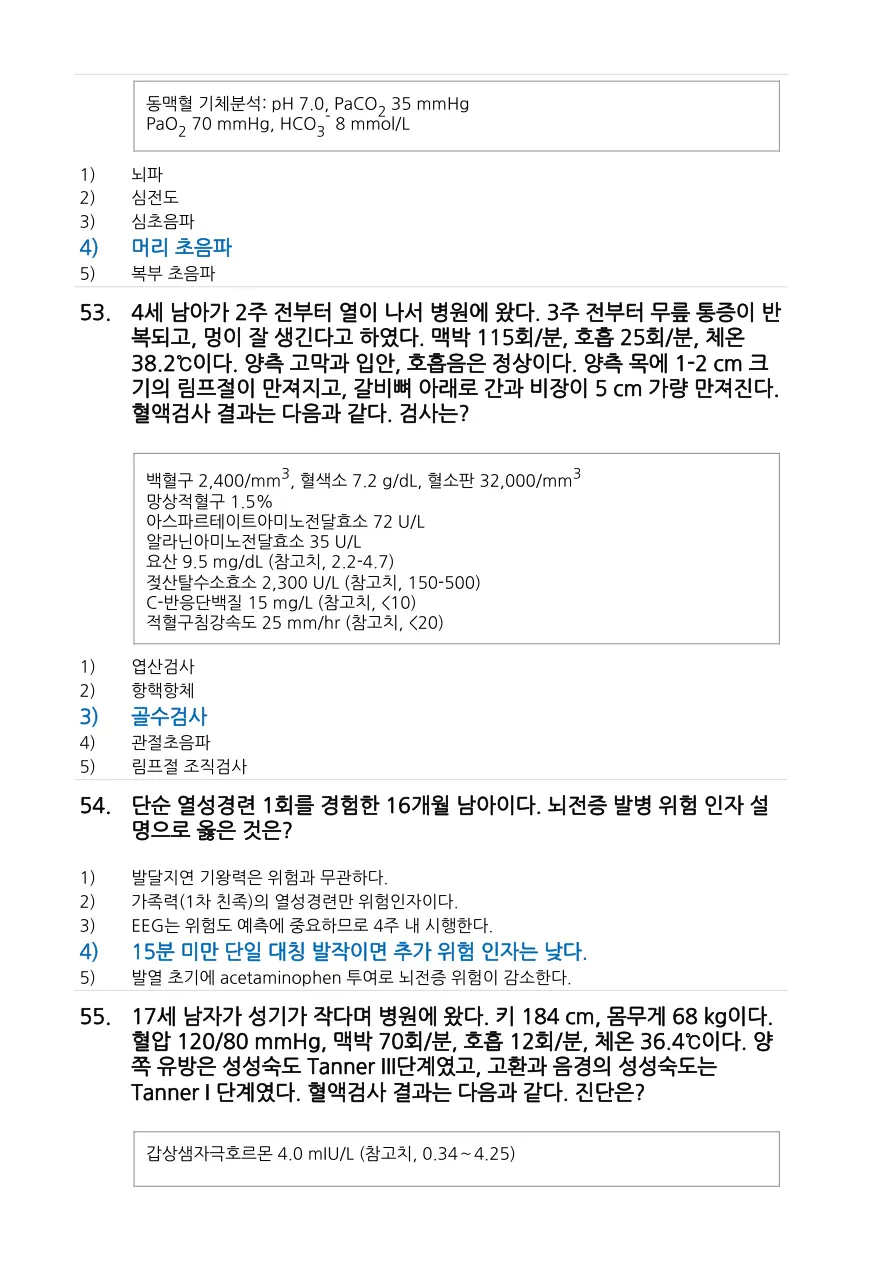 동맥혈 기체분석: pH 7.0, PaCO2 35 mmHg
PaO2 70 mmHg, HCO3- 8 mmol/L
1) 뇌파
2) 심전도
3) 심초음파
4) 머리 초음파
5) 복부 초음파
53. 4세 남아가 2주 전부터 열이 나서 병원에 왔다. 3주 전부터 무릎 통증이 반
복되고, 멍이 잘 생긴다고 하였다. 맥박 115회/분, 호흡 25회/분, 체온
38.2℃이다. 양측 고막과 입안, 호흡음은 정상이다. 양측 목에 1-2 cm 크
기의 림프절이 만져지고, 갈비뼈 아래로 간과 비장이 5 cm 가량 만져진다.
혈액검사 결과는 다음과 같다. 검사는?
백혈구 2,400/mm3, 혈색소 7.2 g/dL, 혈소판 32,000/mm3
망상적혈구 1.5%
아스파르테이트아미노전달효소 72 U/L
알라닌아미노전달효소 35 U/L
요산 9.5 mg/dL (참고치, 2.2-4.7)
젖산탈수소효소 2,300 U/L (참고치, 150-500)
C-반응단백질 15 mg/L (참고치, <10)
적혈구침강속도 25 mm/hr (참고치, <20)
1) 엽산검사
2) 항핵항체
3) 골수검사
4) 관절초음파
5) 림프절 조직검사
54. 단순 열성경련 1회를 경험한 16개월 남아이다. 뇌전증 발병 위험 인자 설
명으로 옳은 것은?
1) 발달지연 기왕력은 위험과 무관하다.
2) 가족력(1차 친족)의 열성경련만 위험인자이다.
3) EEG는 위험도 예측에 중요하므로 4주 내 시행한다.
4) 15분 미만 단일 대칭 발작이면 추가 위험 인자는 낮다.
5) 발열 초기에 acetaminophen 투여로 뇌전증 위험이 감소한다.
55. 17세 남자가 성기가 작다며 병원에 왔다. 키 184 cm, 몸무게 68 kg이다.
혈압 120/80 mmHg, 맥박 70회/분, 호흡 12회/분, 체온 36.4℃이다. 양
쪽 유방은 성성숙도 Tanner III단계였고, 고환과 음경의 성성숙도는
Tanner I 단계였다. 혈액검사 결과는 다음과 같다. 진단은?
갑상샘자극호르몬 4.0 mIU/L (참고치, 0.34~4.25)